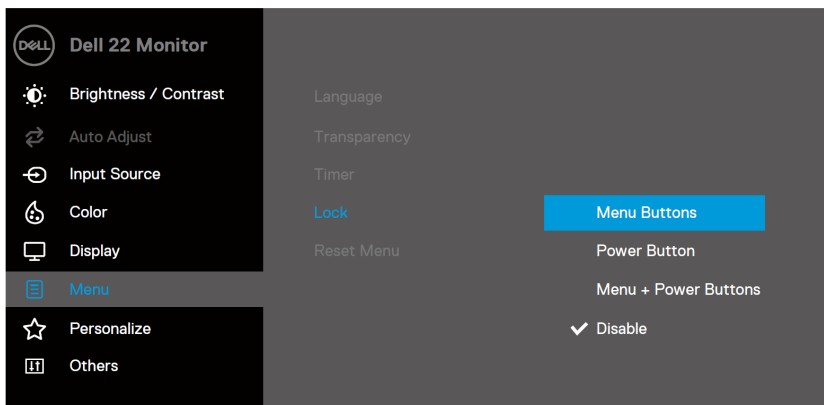 DELL
Dell 22 Monitor
Brightness / Contrast
Auto Adjust
Input Source
Color
Display
Menu
Personalize
Others
Language
Transparency
Timer
Lock
Reset Menu
Menu Buttons
Power Button
Menu + Power Buttons
Disable